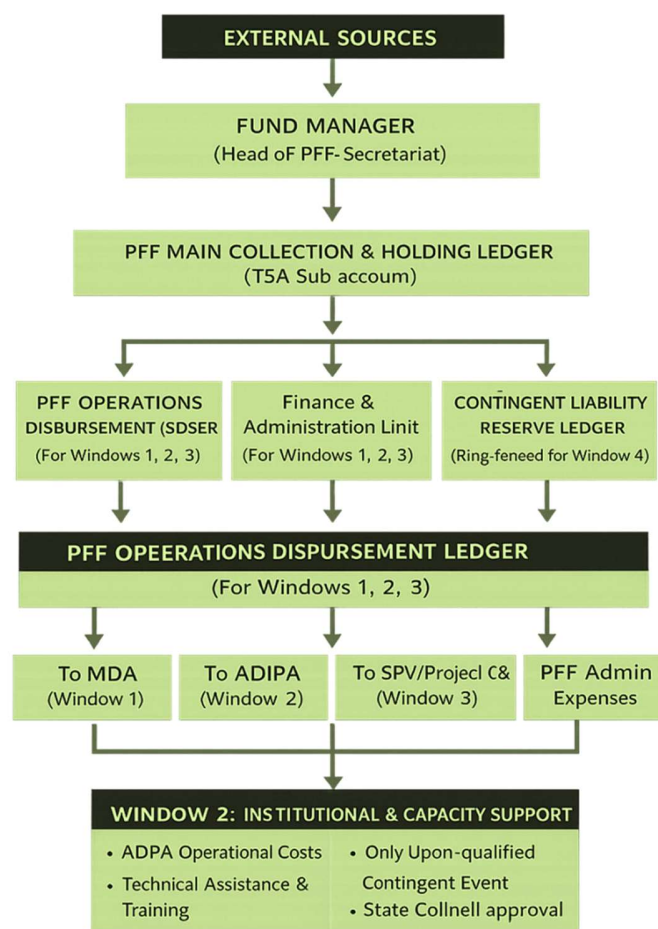 EXTERNAL SOURCES
FUND MANAGER
(Head oF PFF-Secretariat)
PFF MAIN COLLECTION & HOLDING LEDGER
(T5A Sub accoum)
PFF OPERATIONS
DISBURSEMENT (SDSER
(For Windows 1, 2, 3)
Finance &
Administration Linit
(For Windows 1, 2, 3)
CONTINGENT LIABILITY
RESERVE LEDGER
(Ring-feneed for Window 4)
PFF OPEERATIONS DISPURSEMENT LEDGER
(For Windows 1, 2, 3)
To MDA
(Window 1)
To ADIPA
(Window 2)
To SPV/Projecl C&
(Window 3)
PFF Admin
Expenses
WINDOW 2: INSTITUTIONAL & CAPACITY SUPPORT
• ADPA Operational Costs
• Technical Assistance &
Training
• Only Upon-qualified
Contingent Event
• State Collnell approval